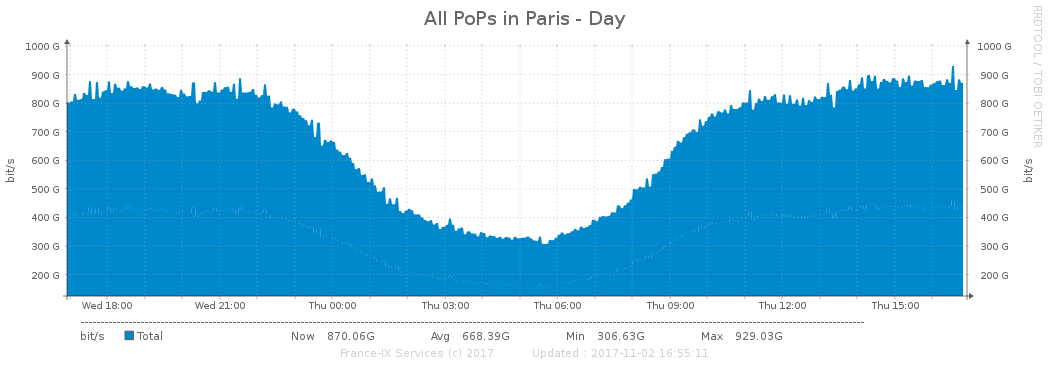 All PoPs in Paris - Day
RRDTOOL / TOBI OETIKER
1000 G 1000 G
900 G 900 G
800 G 800 G
700 G 700 G
600 G 600 G
500 G 500 G
400 G 400 G
300 G 300 G
200 G 200 G
bit/s
bit/s
Wed 18:00 Wed 21:00 Thu 00:00 Thu 03:00 Thu 06:00 Thu 09:00 Thu 12:00 Thu 15:00
bit/s Total Now 870.06G Avg 668.39G Min 306.63G Max 929.03G
France-IX Services (c) 2017 Updated : 2017-11-02 16:55:11